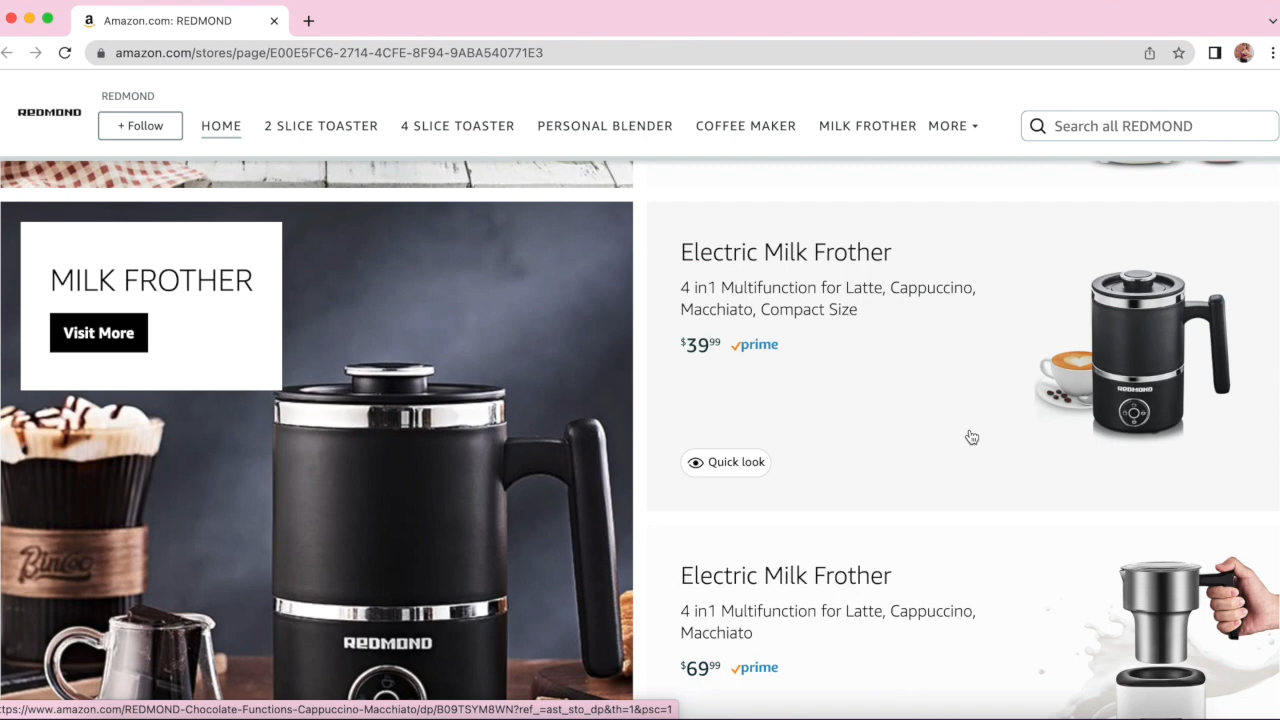 Amazon.com: REDMOND
amazon.com/stores/page/E00E5FC6-2714-4CFE-8F94-9ABA540771E3
REDMOND
REDMOND
+ Follow
HOME
2 SLICE TOASTER
4 SLICE TOASTER
PERSONAL BLENDER
COFFEE MAKER
MILK FROTHER
MORE
Search all REDMOND
MILK FROTHER
Visit More
Bincoo
REDMOND
Electric Milk Frother
4 in1 Multifunction for Latte, Cappuccino,
Macchiato, Compact Size
$3999 prime
Quick look
REDMOND
Electric Milk Frother
4 in1 Multifunction for Latte, Cappuccino,
Macchiato
$6999 prime
ttps://www.amazon.com/REDMOND-Chocolate-Functions-Cappuccino-Macchiato/dp/B09TSYM8WN?ref_=ast_sto_dp&th=1&psc=1